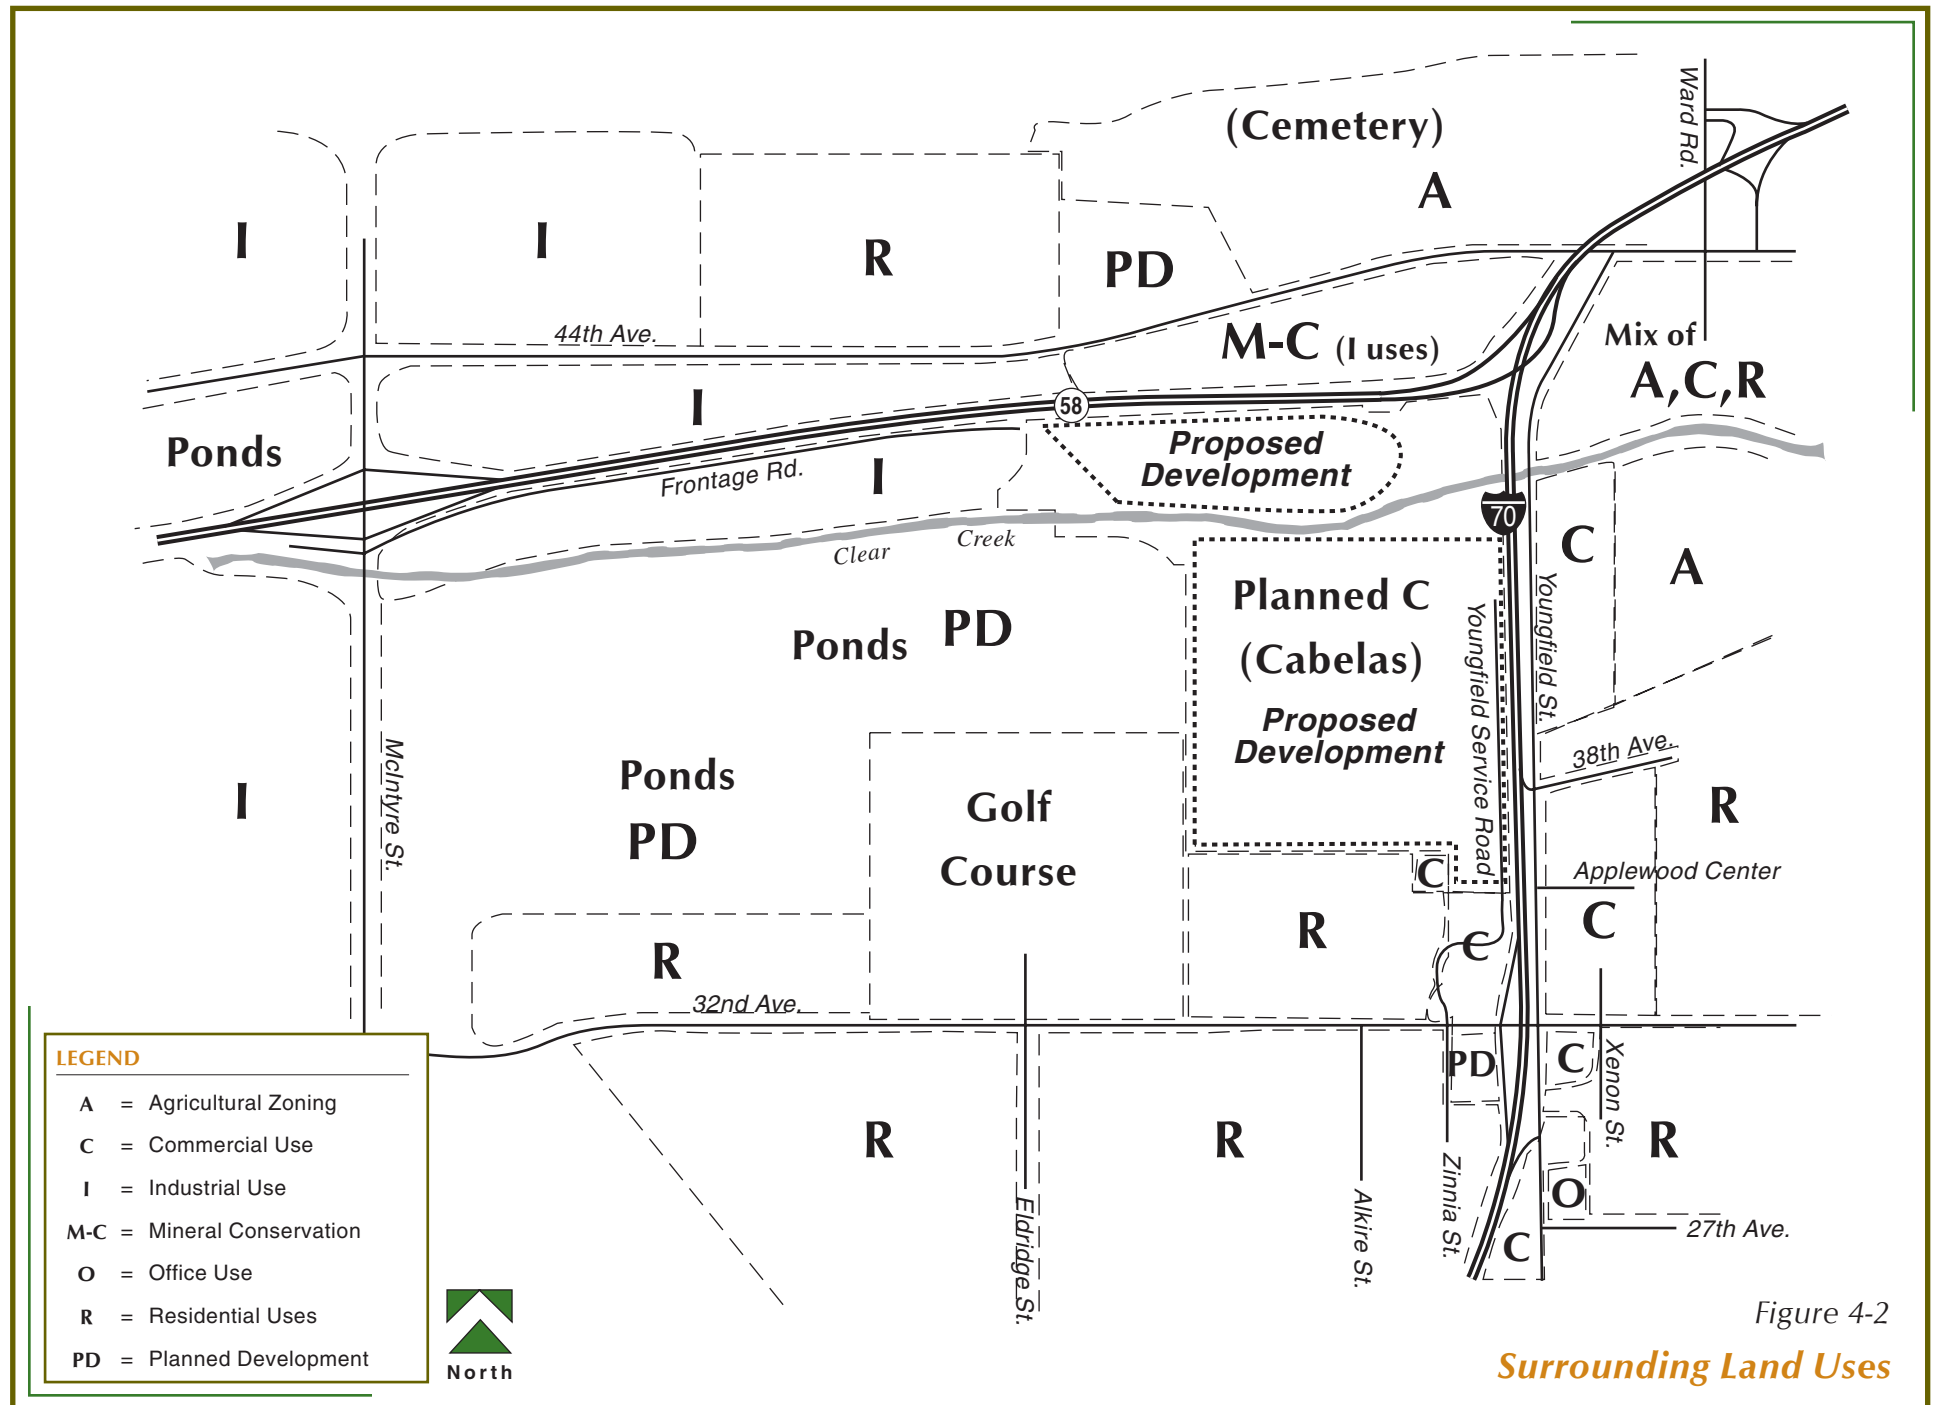 Ward Rd.
(Cemetery)
A
I
I
R
PD
44th Ave.
M-C (I uses)
Mix of
A, C, R
I
58
Ponds
Proposed
Development
Frontage Rd.
I
70
Clear Creek
C
A
Planned C
(Cabelas)
Proposed
Development
Youngfield Service Road
Youngfield St.
Ponds PD
38th Ave.
McIntyre St.
I
Ponds
PD
Golf
Course
R
C
Applewood Center
C
R
C
R
32nd Ave.
PD
C
Xenon St.
R
R
R
Zinnia St.
Alkire St.
Eldridge St.
O
27th Ave.
C
LEGEND
A = Agricultural Zoning
C = Commercial Use
I = Industrial Use
M-C = Mineral Conservation
O = Office Use
R = Residential Uses
PD = Planned Development
North
Figure 4-2
Surrounding Land Uses